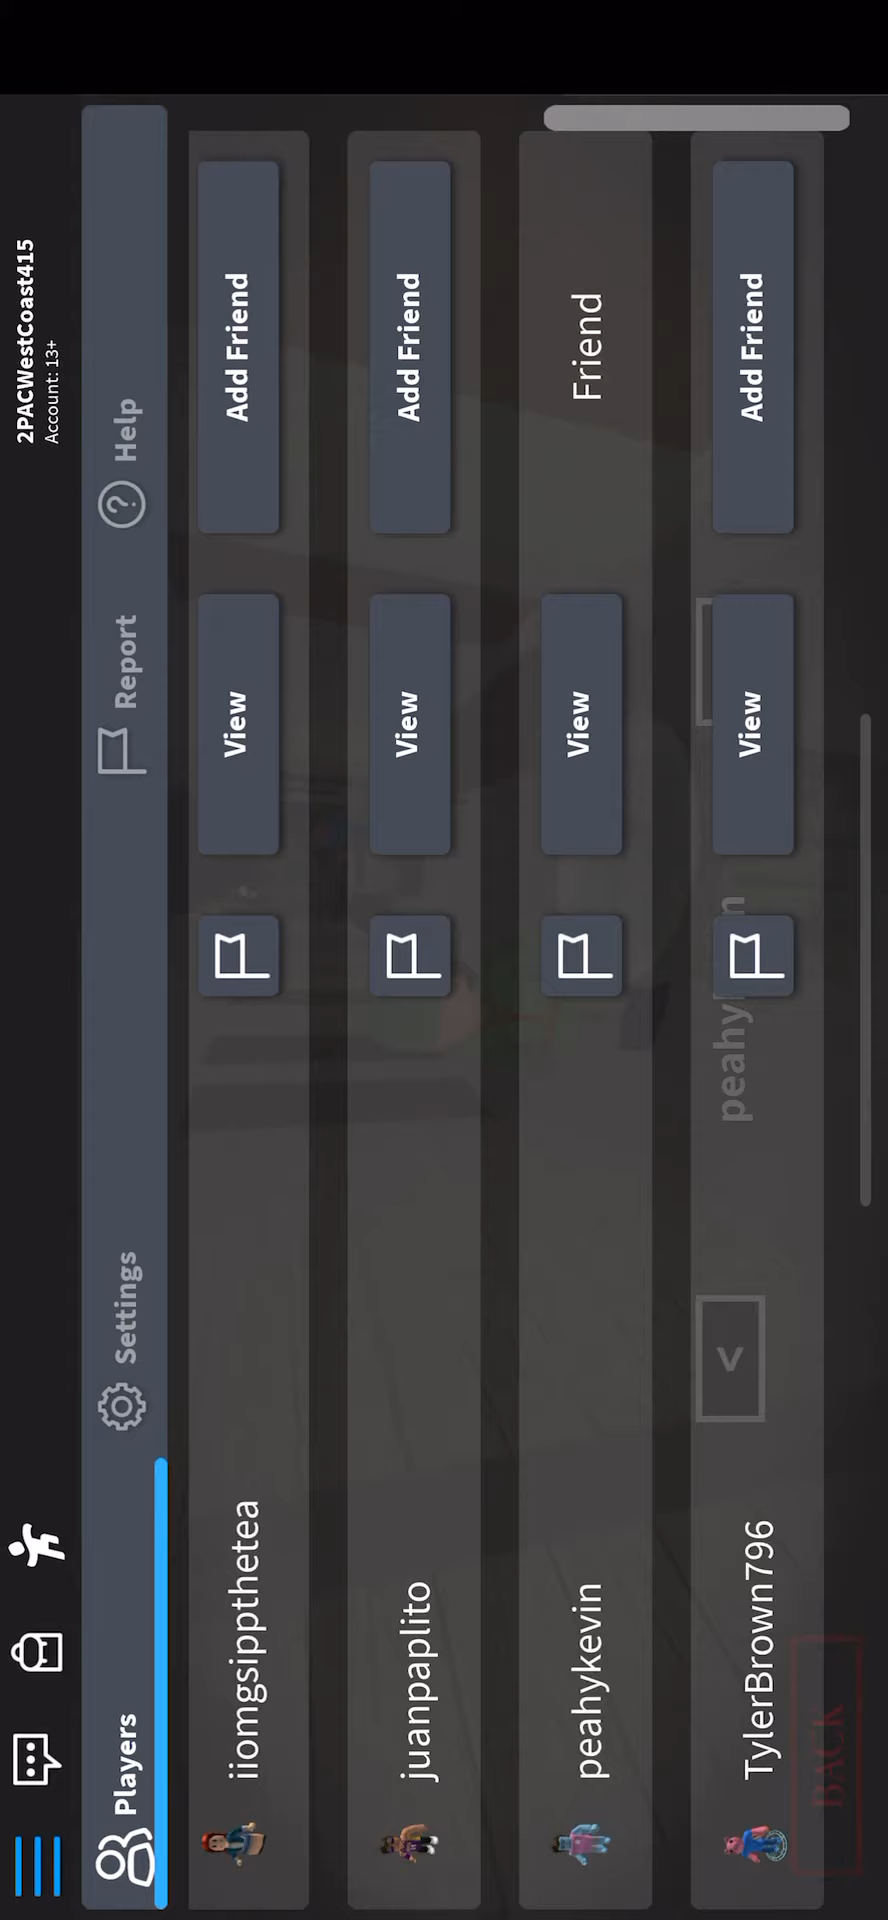 2PACWestCoast415
Account: 13+
Players
Settings
Report
Help
iiomgsippthetea
View
Add Friend
juanpaplito
View
Add Friend
peahykevin
View
Friend
TylerBrown796
View
Add Friend
<
BACK